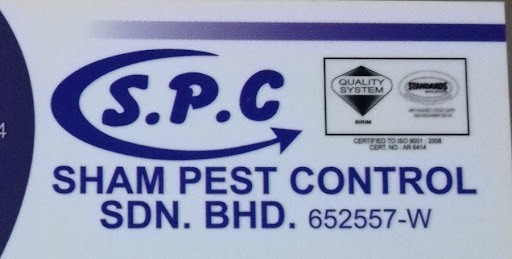 4
S.P.C
QUALITY
SYSTEM
SIRIM
STANDARDS
CERTIFIED TO ISO 9001 : 2008
CERT. NO : AR 5414
SHAM PEST CONTROL
SDN. BHD. 652557-W